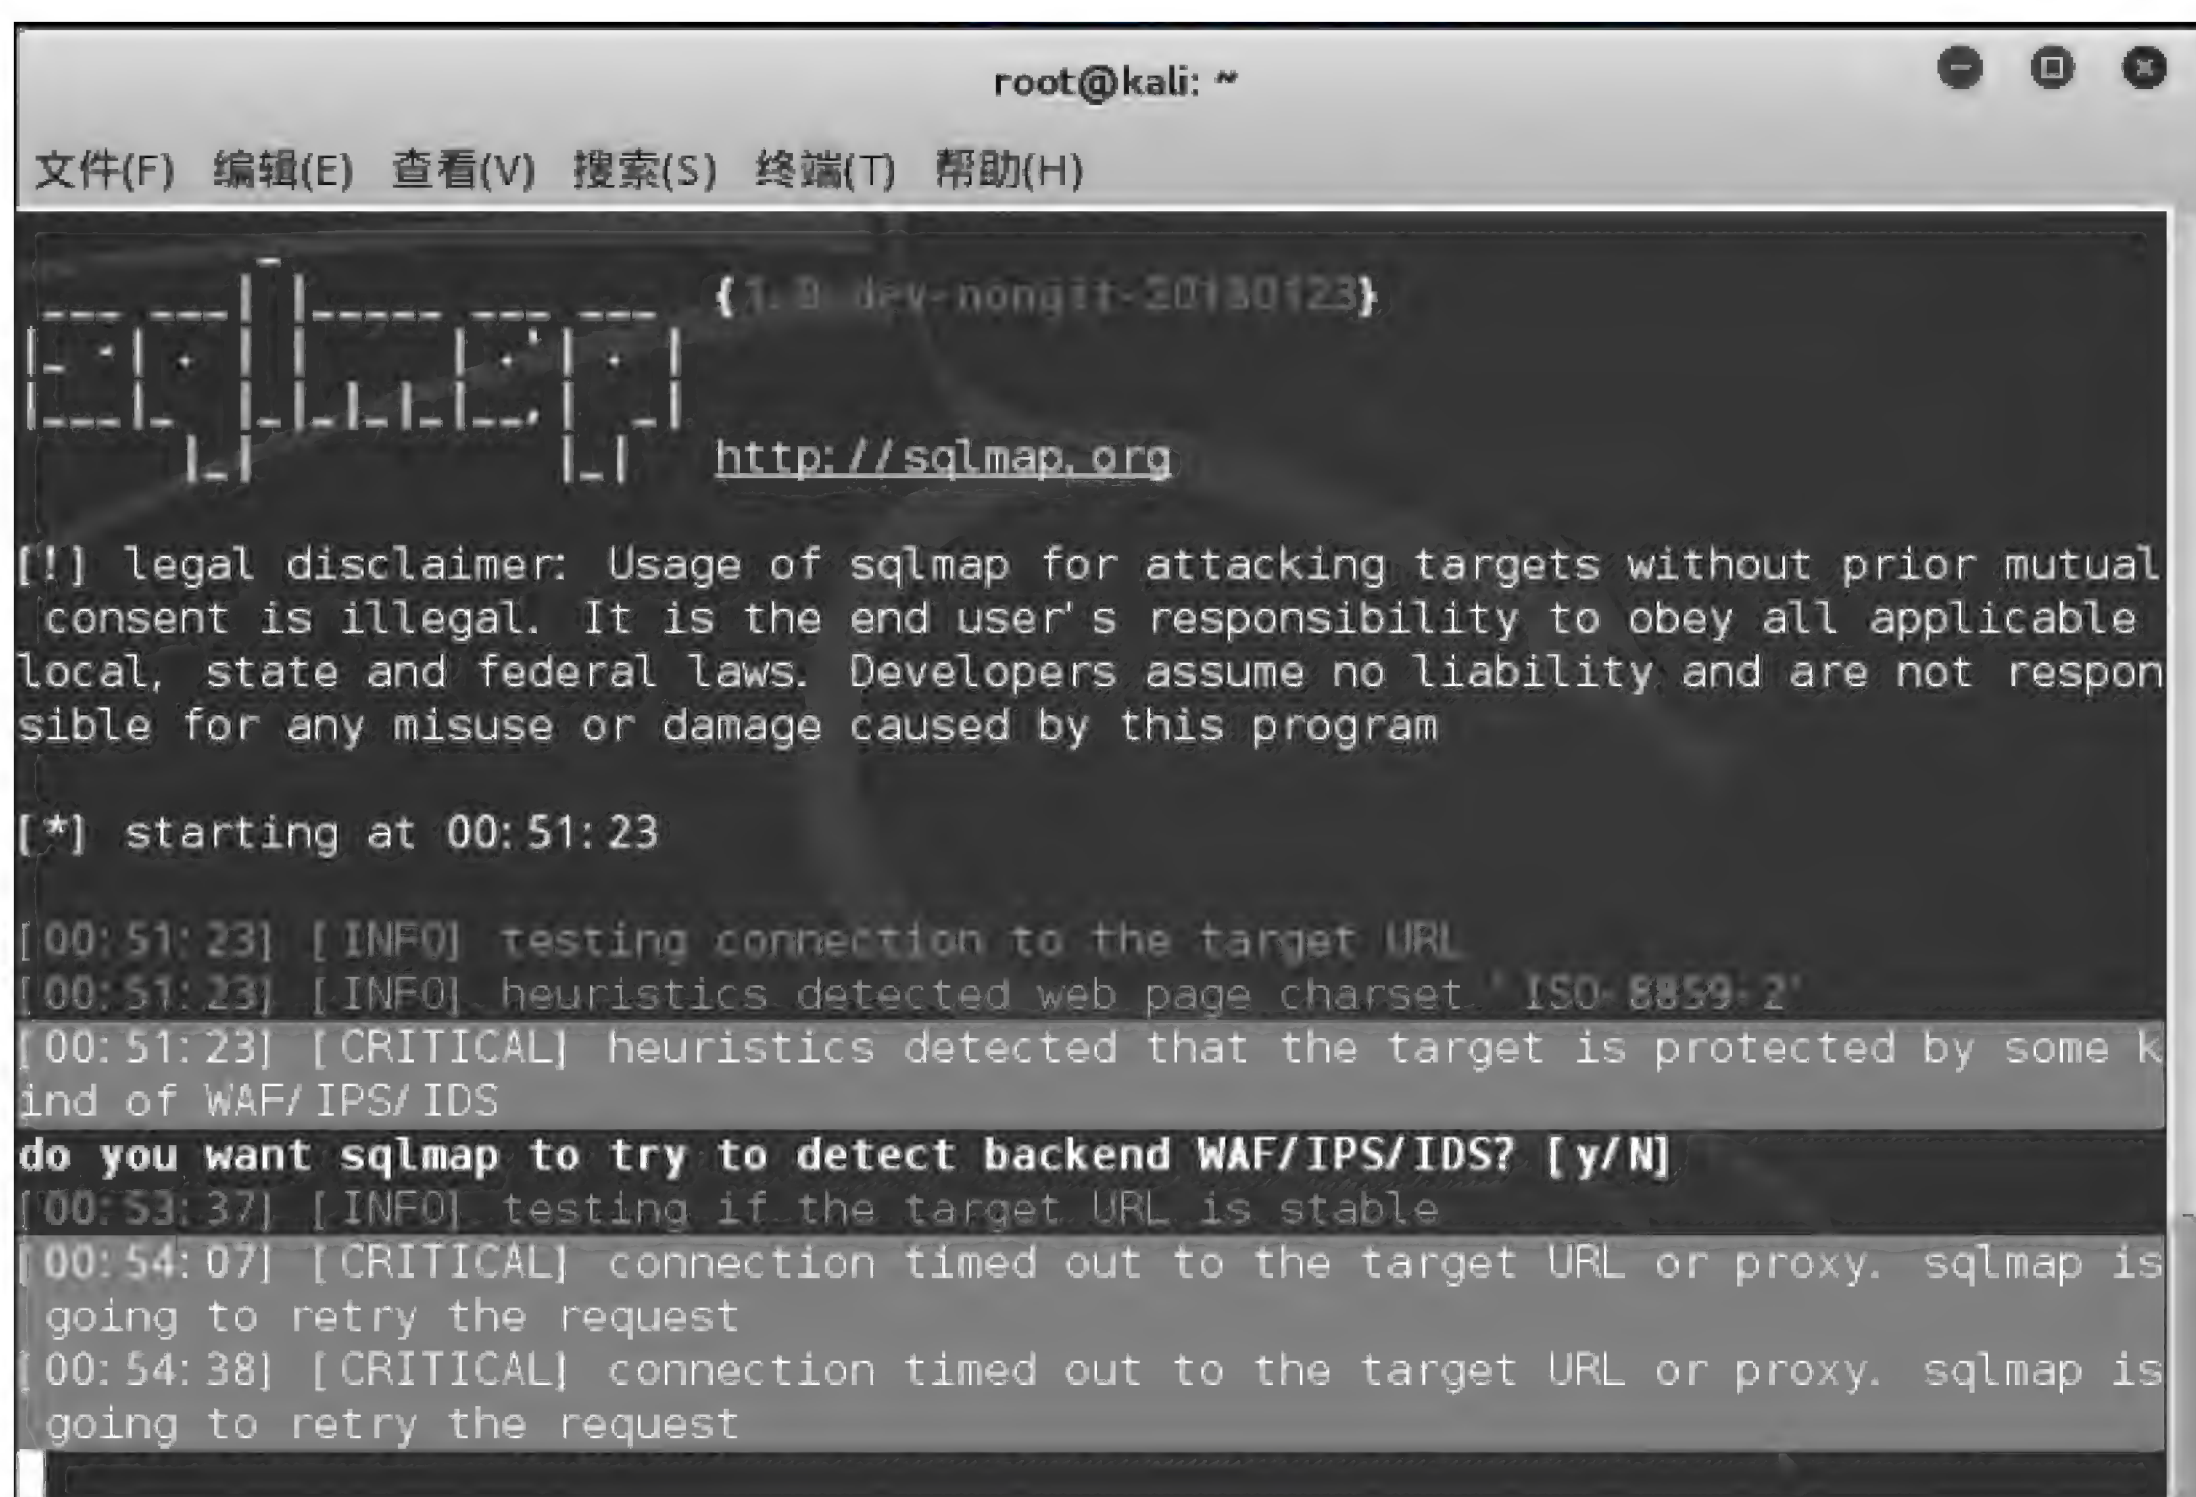 root@kali: ~
文件(F) 编辑(E) 查看(V) 搜索(S) 终端(T) 帮助(H)
dev-nongit-
http://sqlmap.org
[!] legal disclaimer: Usage of sqlmap for attacking targets without prior mutual
consent is illegal. It is the end user's responsibility to obey all applicable
local, state and federal laws. Developers assume no liability and are not respon
sible for any misuse or damage caused by this program
[*] starting at 00:51:23
[00:51:23] [INFO] testing connection to the target URL
[00:51:23] [INFO] heuristics detected web page charset 'ISO-8859-2'
[00:51:23] [CRITICAL] heuristics detected that the target is protected by some k
ind of WAF/IPS/IDS
do you want sqlmap to try to detect backend WAF/IPS/IDS? [y/N]
[00:53:37] [INFO] testing if the target URL is stable
[00:54:07] [CRITICAL] connection timed out to the target URL or proxy. sqlmap is
going to retry the request
[00:54:38] [CRITICAL] connection timed out to the target URL or proxy. sqlmap is
going to retry the request